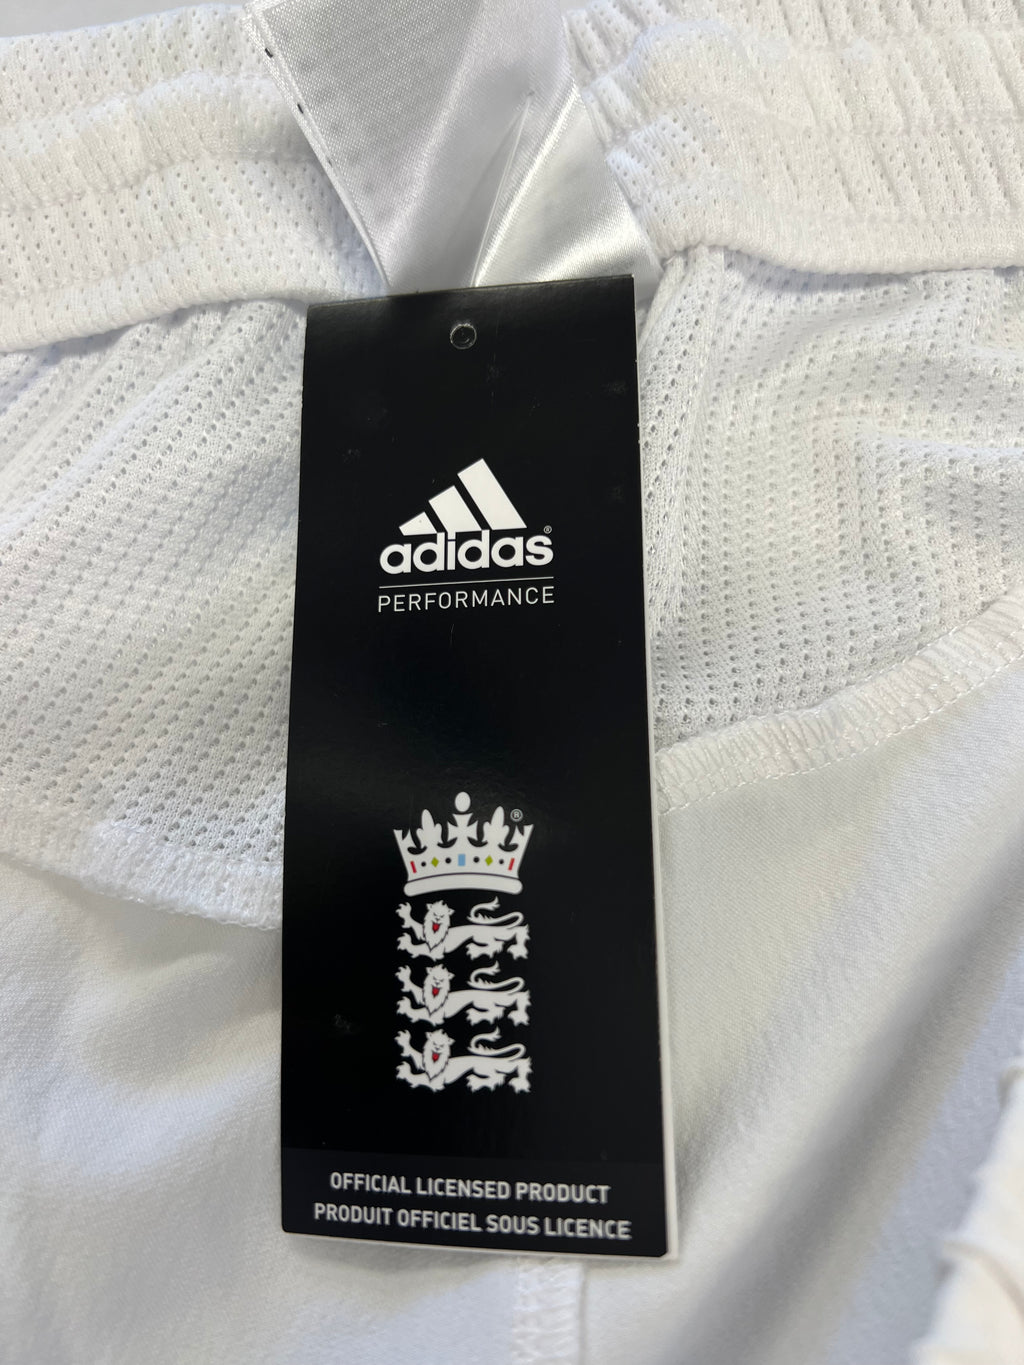 adidas®
PERFORMANCE
®
OFFICIAL LICENSED PRODUCT
PRODUIT OFFICIEL SOUS LICENCE